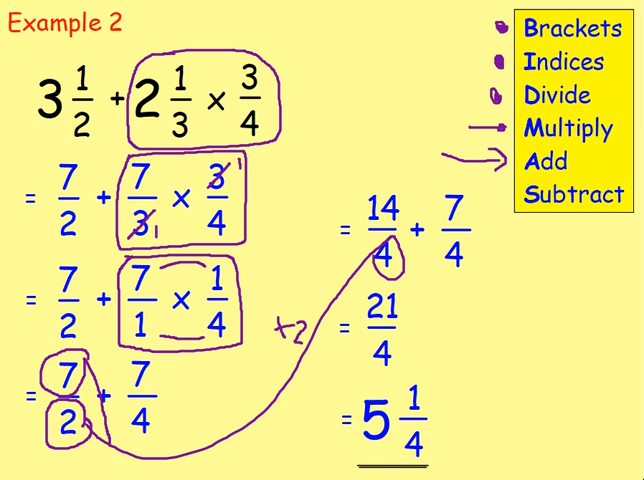 Example 2
3 1/2 + 2 1/3 × 3/4
= 7/2 + 7/3 × 3/4 1 1
= 7/2 + 7/1 × 1/4
= 7/2 + 7/4
×2
= 14/4 + 7/4
= 21/4
= 5 1/4
Brackets
Indices
Divide
Multiply
Add
Subtract